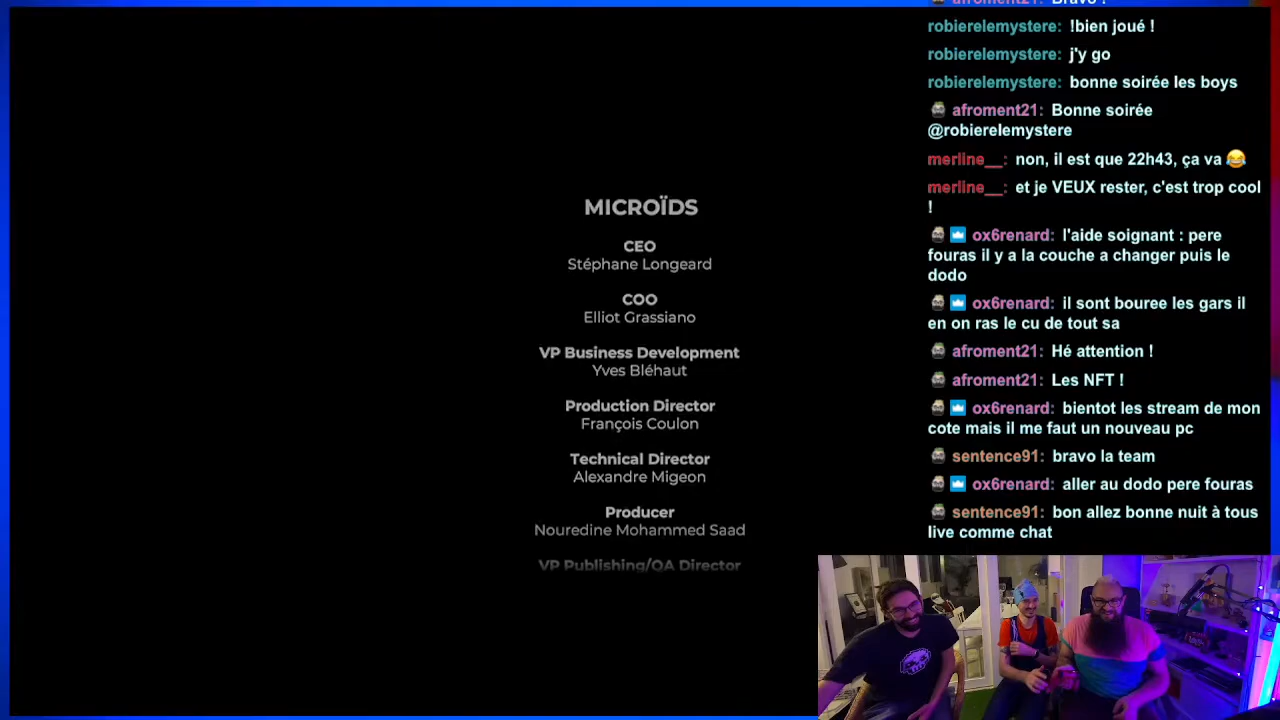 MICROÏDS
CEO
Stéphane Longeard
COO
Elliot Grassiano
VP Business Development
Yves Bléhaut
Production Director
François Coulon
Technical Director
Alexandre Migeon
Producer
Nouredine Mohammed Saad
VP Publishing/QA Director
afroment21: Bravo !
robierelemystere: !bien joué !
robierelemystere: j'y go
robierelemystere: bonne soirée les boys
afroment21: Bonne soirée
@robierelemystere
merline__: non, il est que 22h43, ça va 😂
merline__: et je VEUX rester, c'est trop cool
!
ox6renard: l'aide soignant : pere
fouras il y a la couche a changer puis le
dodo
ox6renard: il sont bouree les gars il
en on ras le cu de tout sa
afroment21: Hé attention !
afroment21: Les NFT !
ox6renard: bientot les stream de mon
cote mais il me faut un nouveau pc
sentence91: bravo la team
ox6renard: aller au dodo pere fouras
sentence91: bon allez bonne nuit à tous
live comme chat